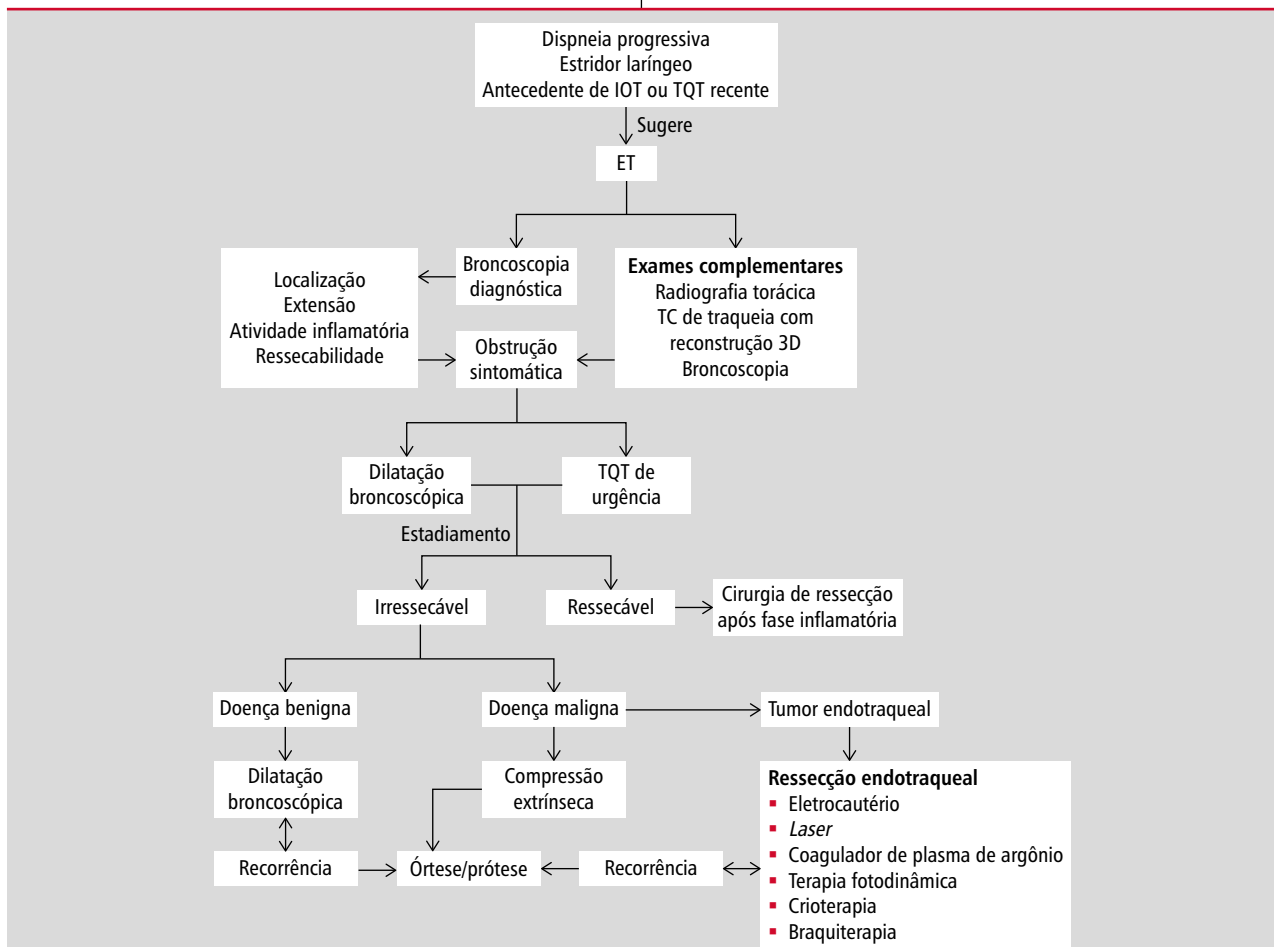 Dispneia progressiva
Estridor laríngeo
Antecedente de IOT ou TQT recente
Sugere
ET
Broncoscopia
diagnóstica
Localização
Extensão
Atividade inflamatória
Ressecabilidade
Exames complementares
Radiografia torácica
TC de traqueia com
reconstrução 3D
Broncoscopia
Obstrução
sintomática
Dilatação
broncoscópica
TQT de
urgência
Estadiamento
Irressecável
Ressecável
Cirurgia de ressecção
após fase inflamatória
Doença benigna
Doença maligna
Tumor endotraqueal
Dilatação
broncoscópica
Compressão
extrínseca
Ressecção endotraqueal
▪ Eletrocautério
▪ Laser
▪ Coagulador de plasma de argônio
▪ Terapia fotodinâmica
▪ Crioterapia
▪ Braquiterapia
Recorrência
Órtese/prótese
Recorrência